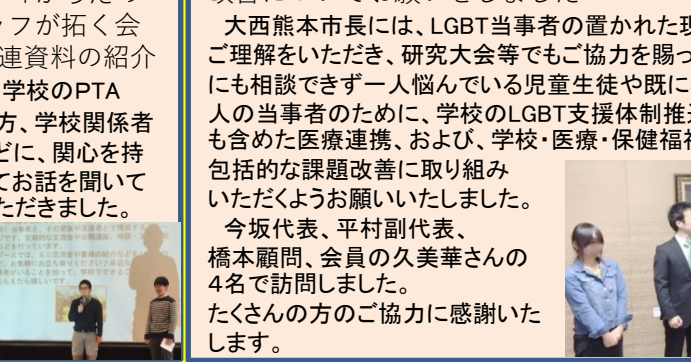 ッフが拓く会
連資料の紹介
学校のPTA
方、学校関係者
どに、関心を持
てお話を聞いて
ただきました。
大西熊本市長には、LGBT当事者の置かれた現
ご理解をいただき、研究大会等でもご協力を賜っ
にも相談できず一人悩んでいる児童生徒や既に
人の当事者のために、学校のLGBT支援体制推進
も含めた医療連携、および、学校・医療・保健福祉
包括的な課題改善に取り組み
いただくようお願いいたしました。
今坂代表、平村副代表、
橋本顧問、会員の久美華さんの
4名で訪問しました。
たくさんの方のご協力に感謝いた
します。